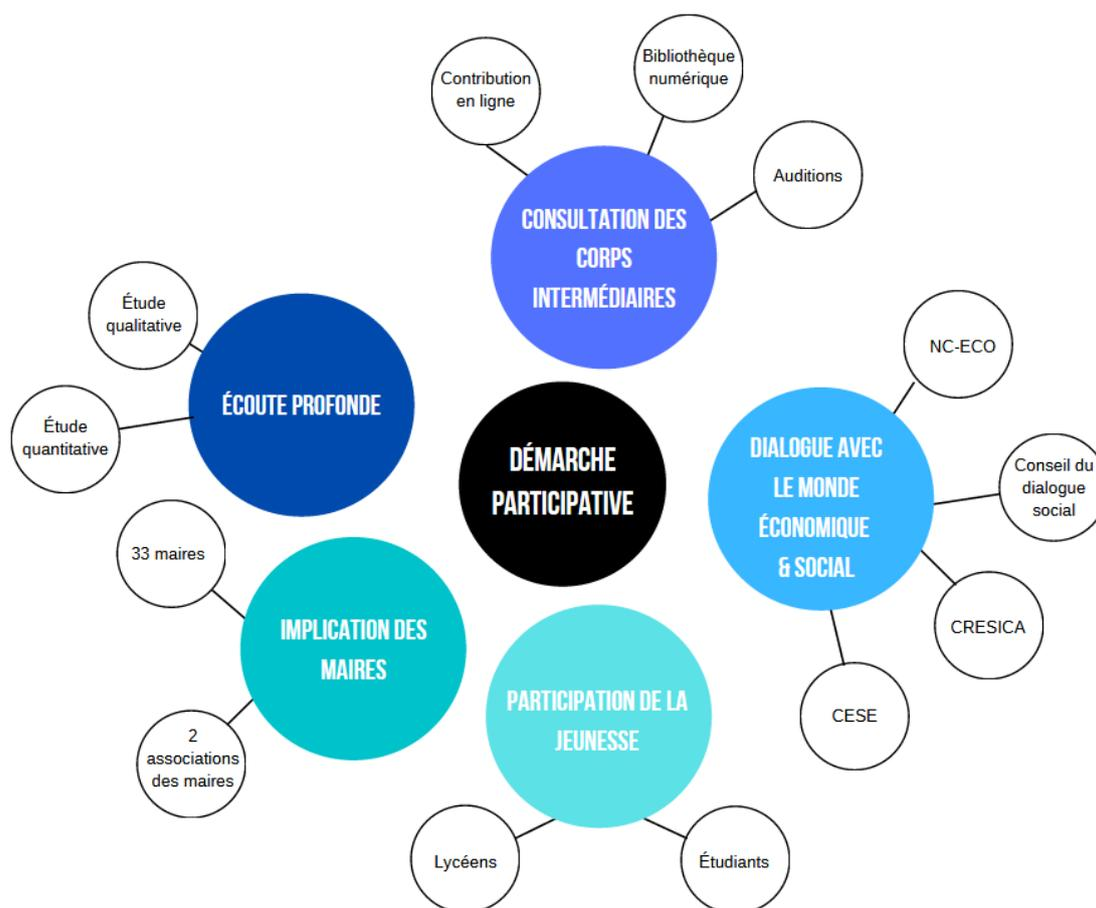 Contribution
en ligne
Bibliothèque
numérique
Auditions
CONSULTATION DES
CORPS
INTERMÉDIAIRES
Étude
qualitative
Étude
quantitative
ÉCOUTE PROFONDE
DÉMARCHE
PARTICIPATIVE
DIALOGUE AVEC
LE MONDE
ÉCONOMIQUE
& SOCIAL
NC-ECO
Conseil du
dialogue
social
CRESICA
CESE
33 maires
IMPLICATION DES
MAIRES
2
associations
des maires
PARTICIPATION DE LA
JEUNESSE
Lycéens
Étudiants